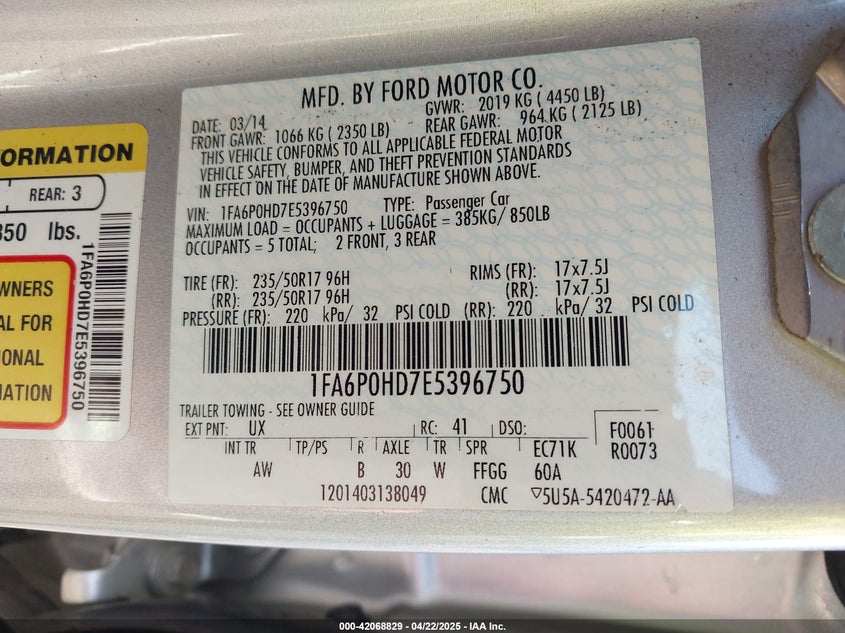 ORMATION
REAR: 3
350 lbs.
WNERS
AL FOR
IONAL
MATION
1FA6P0HD7E5396750
MFD. BY FORD MOTOR CO.
DATE: 03/14 GVWR: 2019 KG ( 4450 LB)
FRONT GAWR: 1066 KG ( 2350 LB) REAR GAWR: 964 KG ( 2125 LB)
THIS VEHICLE CONFORMS TO ALL APPLICABLE FEDERAL MOTOR
VEHICLE SAFETY, BUMPER, AND THEFT PREVENTION STANDARDS
IN EFFECT ON THE DATE OF MANUFACTURE SHOWN ABOVE.
VIN: 1FA6P0HD7E5396750 TYPE: Passenger Car
MAXIMUM LOAD = OCCUPANTS + LUGGAGE = 385KG/ 850LB
OCCUPANTS = 5 TOTAL; 2 FRONT, 3 REAR
TIRE (FR): 235/50R17 96H RIMS (FR): 17x7.5J
(RR): 235/50R17 96H (RR): 17x7.5J
PRESSURE (FR): 220 kPa/ 32 PSI COLD (RR): 220 kPa/ 32 PSI COLD
1FA6P0HD7E5396750
TRAILER TOWING - SEE OWNER GUIDE
EXT PNT: UX RC: 41 DSO: F0061
INT TR TP/PS R AXLE TR SPR EC71K R0073
AW B 30 W FFGG 60A
1201403138049 CMC ▽5U5A-5420472-AA
000-42068829 - 04/22/2025 - IAA Inc.